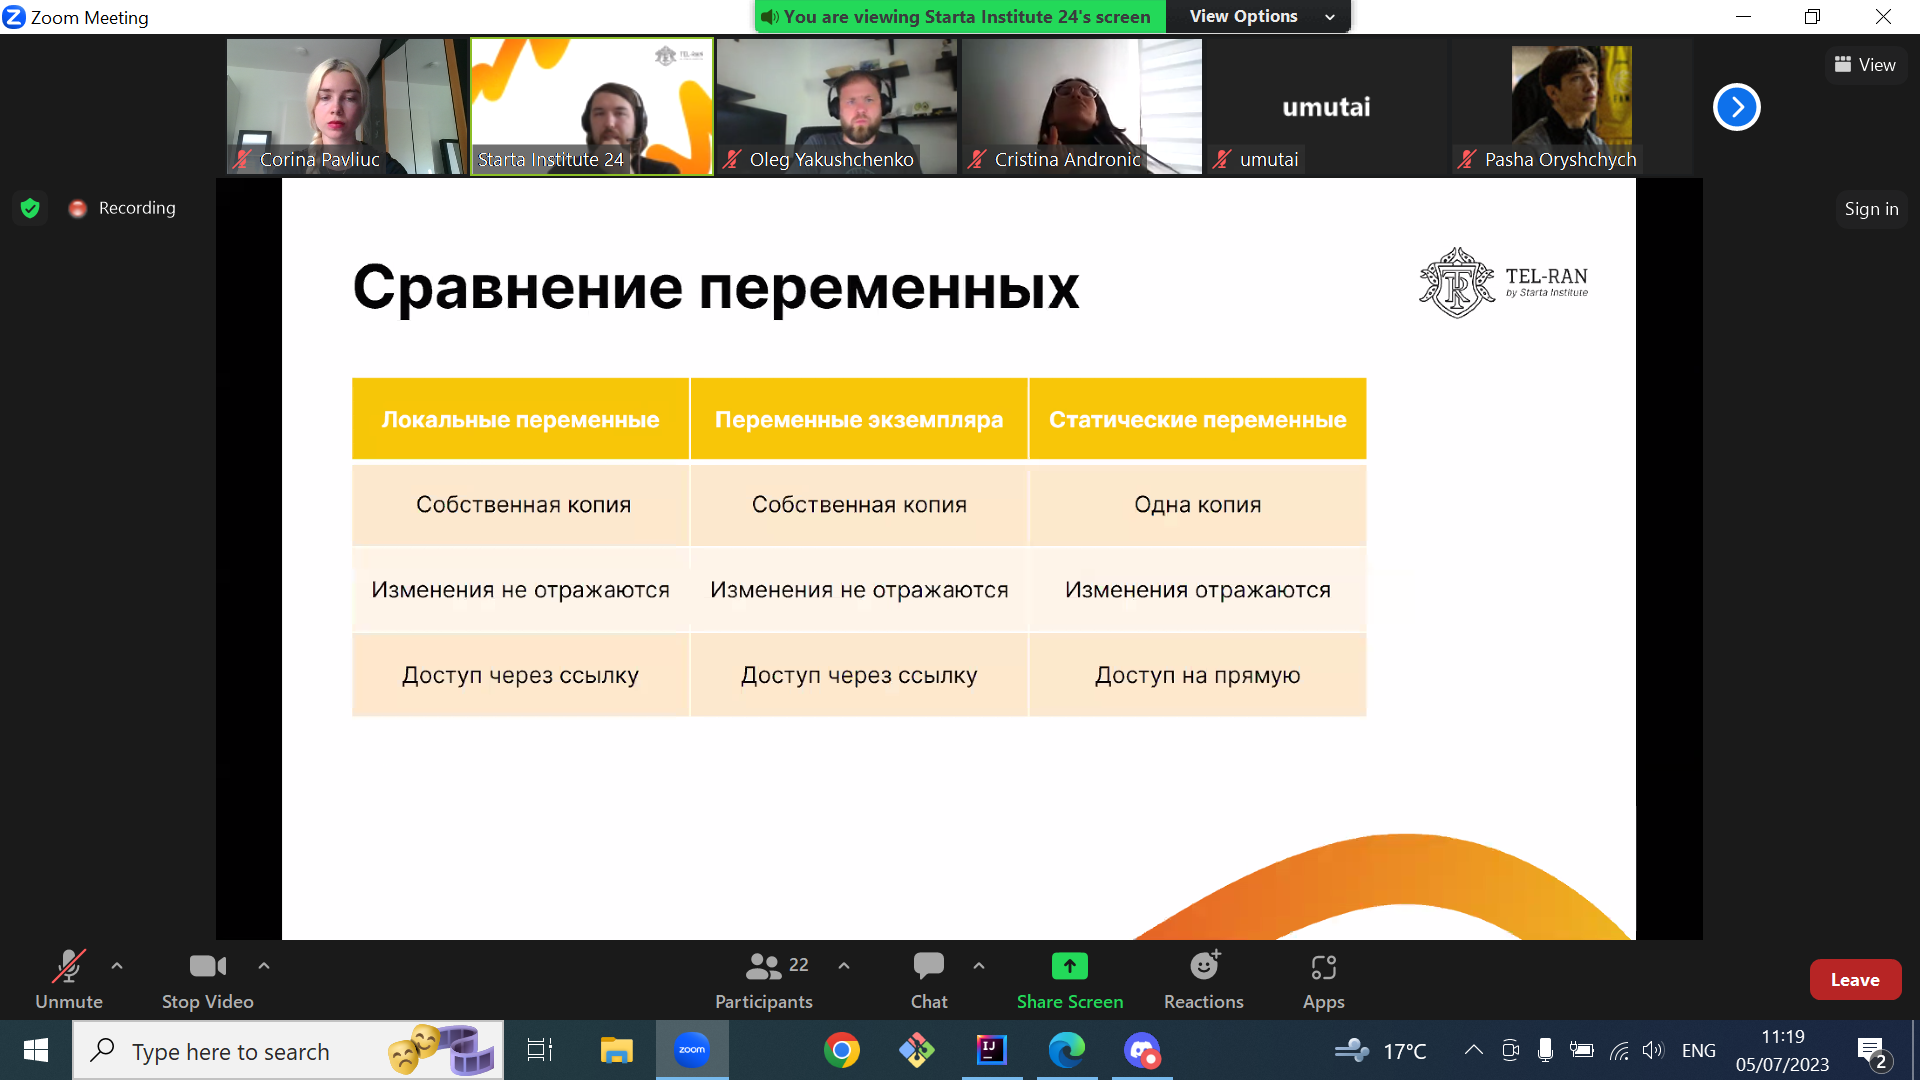 Zoom Meeting
You are viewing Starta Institute 24's screen
View Options
TEL-RAN
Corina Pavliuc
Starta Institute 24
Oleg Yakushchenko
Cristina Andronic
umutai
umutai
Pasha Oryshchych
View
Recording
Sign in
Сравнение переменных
TEL-RAN
by Starta Institute
Локальные переменные Переменные экземпляра Статические переменные
Собственная копия Собственная копия Одна копия
Изменения не отражаются Изменения не отражаются Изменения отражаются
Доступ через ссылку Доступ через ссылку Доступ на прямую
22
Unmute
Stop Video
Participants
Chat
Share Screen
Reactions
Apps
Leave
Type here to search
zoom
IJ
17°C
ENG
11:19
05/07/2023
2